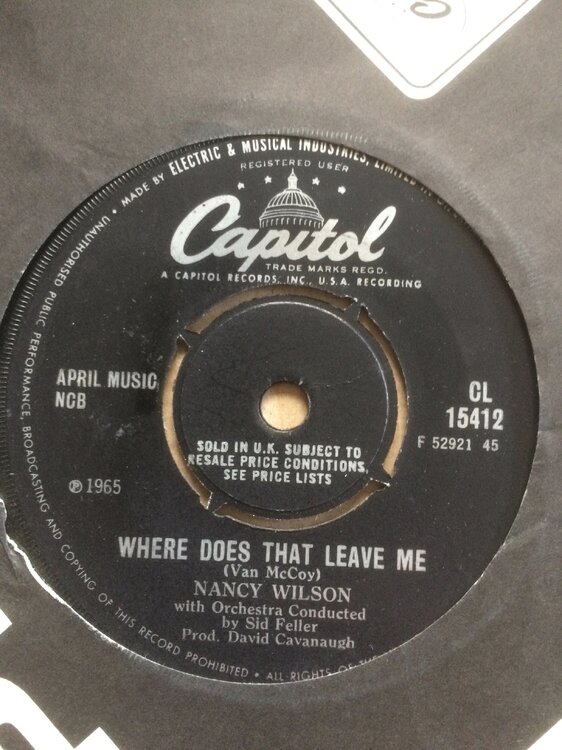 MADE BY ELECTRIC & MUSICAL INDUSTRIES, LIMITED
REGISTERED USER
Capitol
TRADE MARKS REGD.
A CAPITOL RECORDS, INC., U.S.A. RECORDING
APRIL MUSIC
NCB
CL
15412
F 52921 45
SOLD IN U.K. SUBJECT TO
RESALE PRICE CONDITIONS,
SEE PRICE LISTS
℗ 1965
WHERE DOES THAT LEAVE ME
(Van McCoy)
NANCY WILSON
with Orchestra Conducted
by Sid Feller
Prod. David Cavanaugh
UNAUTHORISED PUBLIC PERFORMANCE, BROADCASTING AND COPYING OF THIS RECORD PROHIBITED • ALL RIGHTS OF